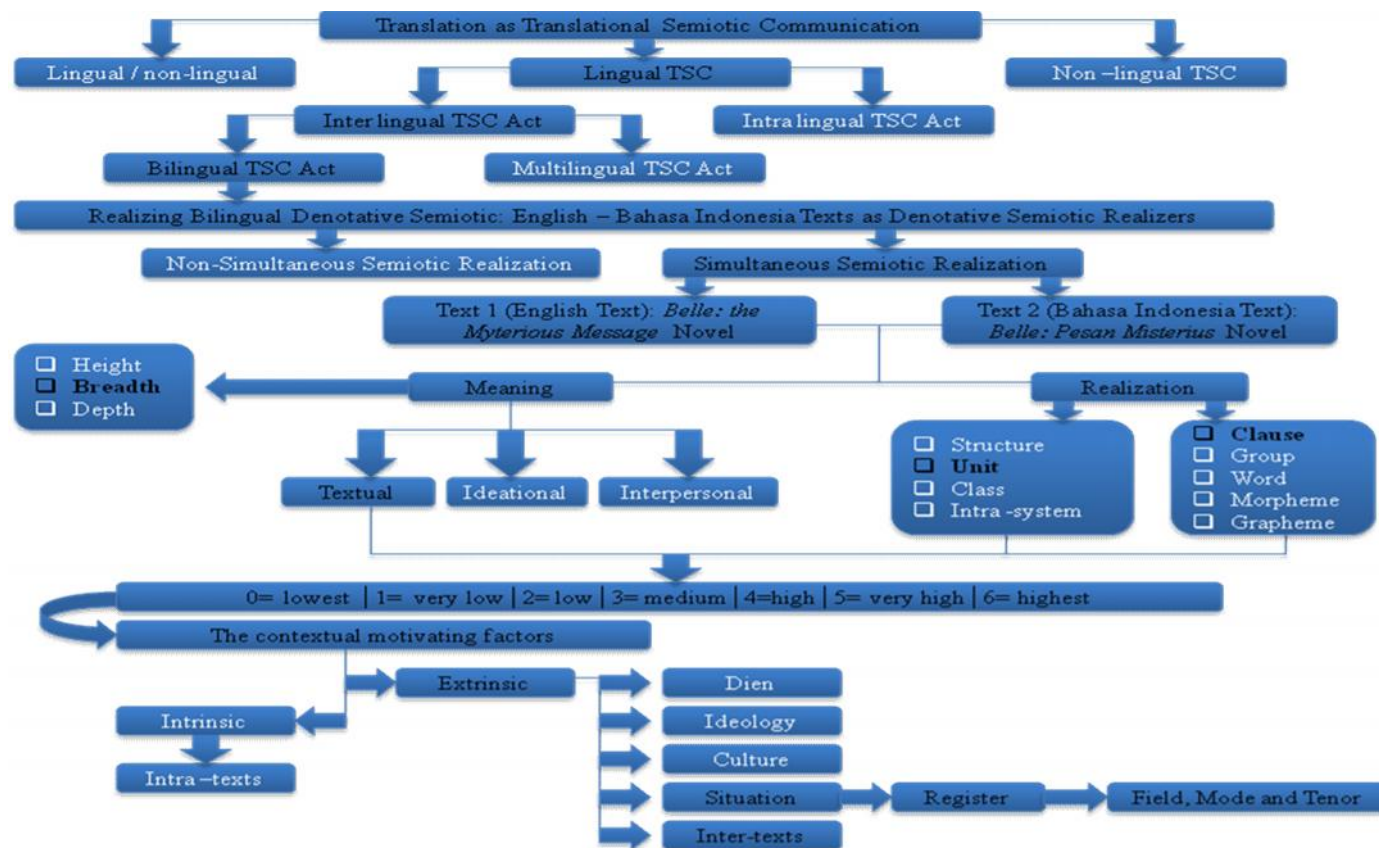 Translation as Translational Semiotic Communication
Lingual / non-lingual
Lingual TSC
Non –lingual TSC
Inter lingual TSC Act
Intra lingual TSC Act
Bilingual TSC Act
Multilingual TSC Act
Realizing Bilingual Denotative Semiotic: English – Bahasa Indonesia Texts as Denotative Semiotic Realizers
Non-Simultaneous Semiotic Realization
Simultaneous Semiotic Realization
Text 1 (English Text): Belle: the
Myterious Message Novel
Text 2 (Bahasa Indonesia Text):
Belle: Pesan Misterius Novel
Height
Breadth
Depth
Meaning
Realization
Structure
Unit
Class
Intra -system
Clause
Group
Word
Morpheme
Grapheme
Textual
Ideational
Interpersonal
0= lowest | 1= very low | 2= low | 3= medium | 4=high | 5= very high | 6= highest
The contextual motivating factors
Extrinsic
Intrinsic
Intra –texts
Dien
Ideology
Culture
Situation
Register
Field, Mode and Tenor
Inter-texts